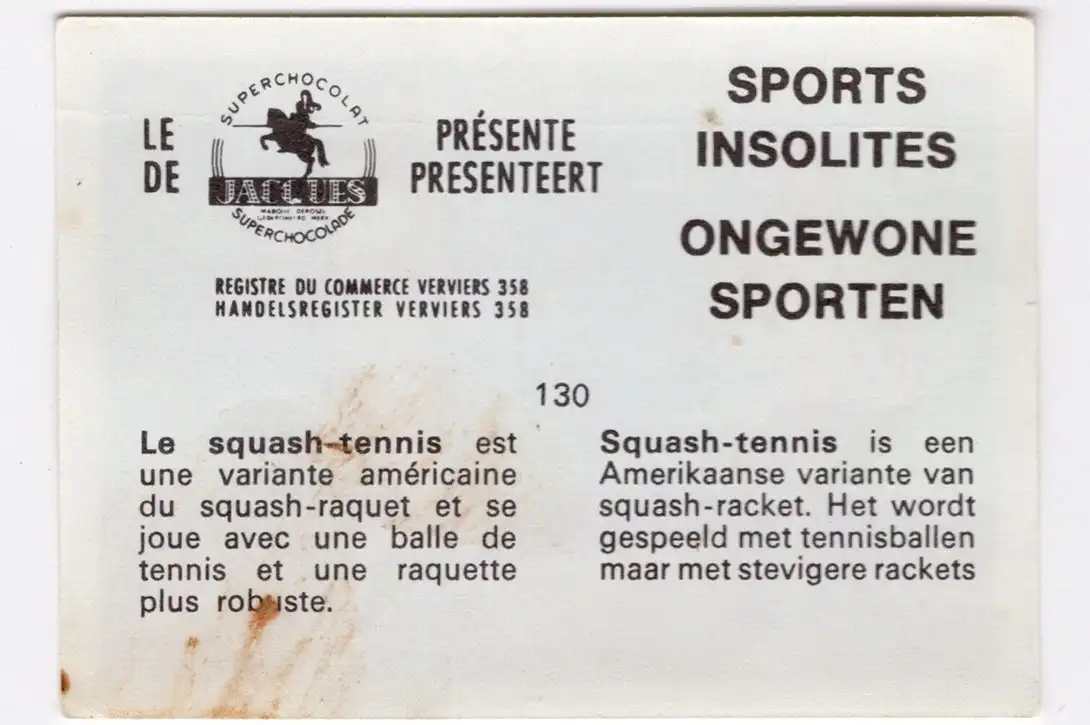 LE
DE
SUPERCHOCOLAT
JACQUES
SUPERCHOCOLADE
PRÉSENTE
PRESENTEERT
REGISTRE DU COMMERCE VERVIERS 358
HANDELSREGISTER VERVIERS 358
SPORTS
INSOLITES
ONGEWONE
SPORTEN
130
Le squash-tennis est
une variante américaine
du squash-raquet et se
joue avec une balle de
tennis et une raquette
plus robuste.
Squash-tennis is een
Amerikaanse variante van
squash-racket. Het wordt
gespeeld met tennisballen
maar met stevigere rackets